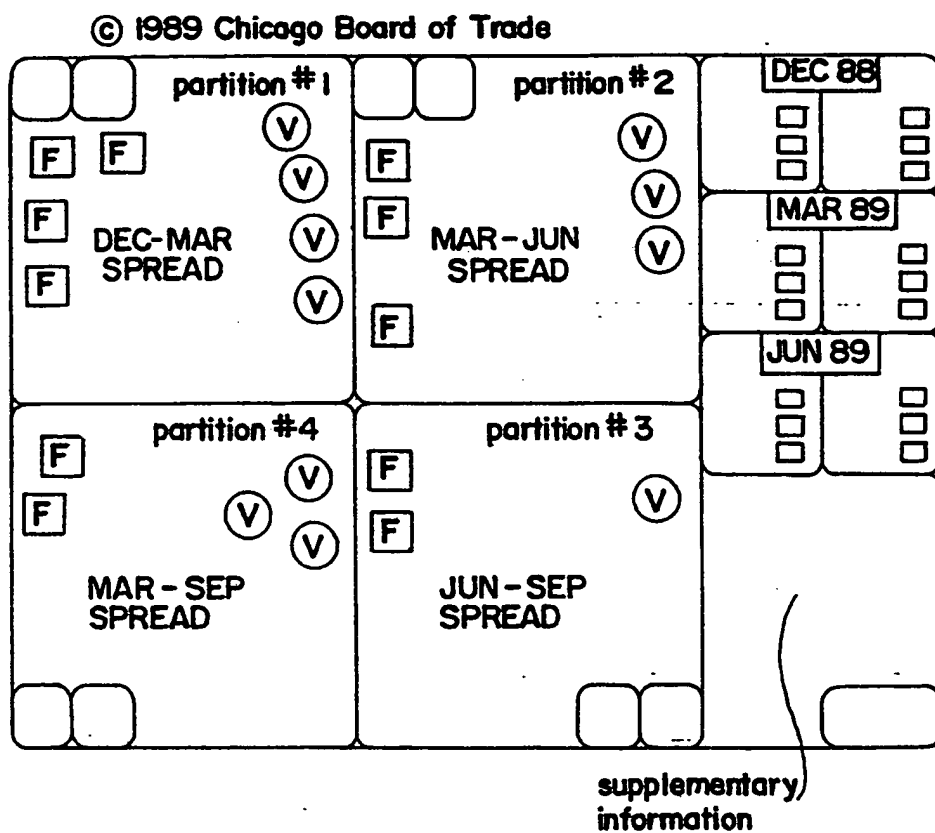 © 1989 Chicago Board of Trade
partition #1
F F V
V
F V
DEC-MAR
SPREAD
F V
partition #2
F V
V
F
MAR-JUN
SPREAD
V
F
DEC 88
MAR 89
JUN 89
partition #4
F V
F V
V
MAR-SEP
SPREAD
partition #3
F V
F
JUN-SEP
SPREAD
supplementary
information